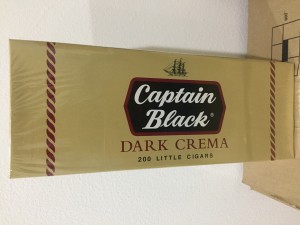 Captain
Black®
DARK CREMA
200 LITTLE CIGARS